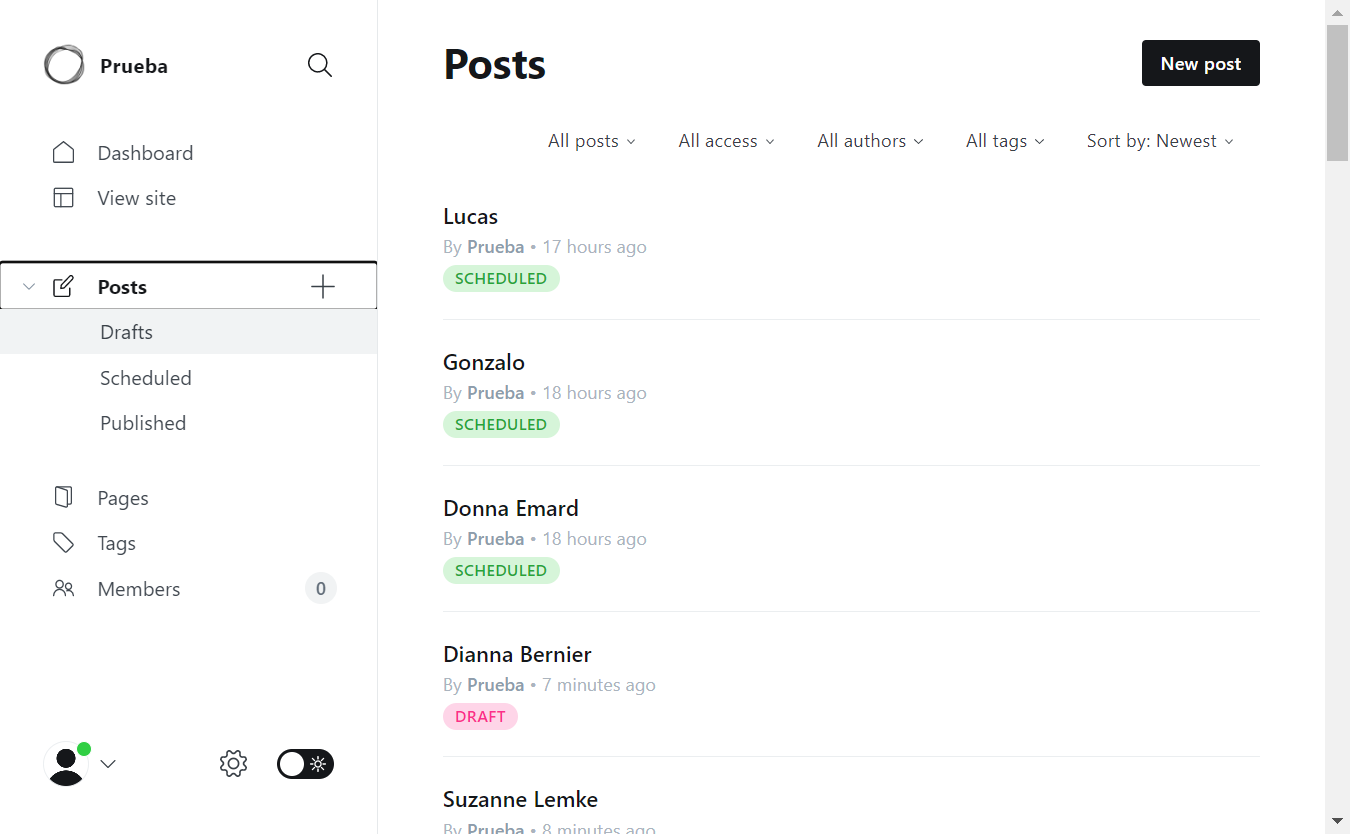 Prueba
Dashboard
View site
Posts
Drafts
Scheduled
Published
Pages
Tags
Members 0
Posts
New post
All posts All access All authors All tags Sort by: Newest
Lucas
By Prueba • 17 hours ago
SCHEDULED
Gonzalo
By Prueba • 18 hours ago
SCHEDULED
Donna Emard
By Prueba • 18 hours ago
SCHEDULED
Dianna Bernier
By Prueba • 7 minutes ago
DRAFT
Suzanne Lemke
By Prueba • 8 minutes ago